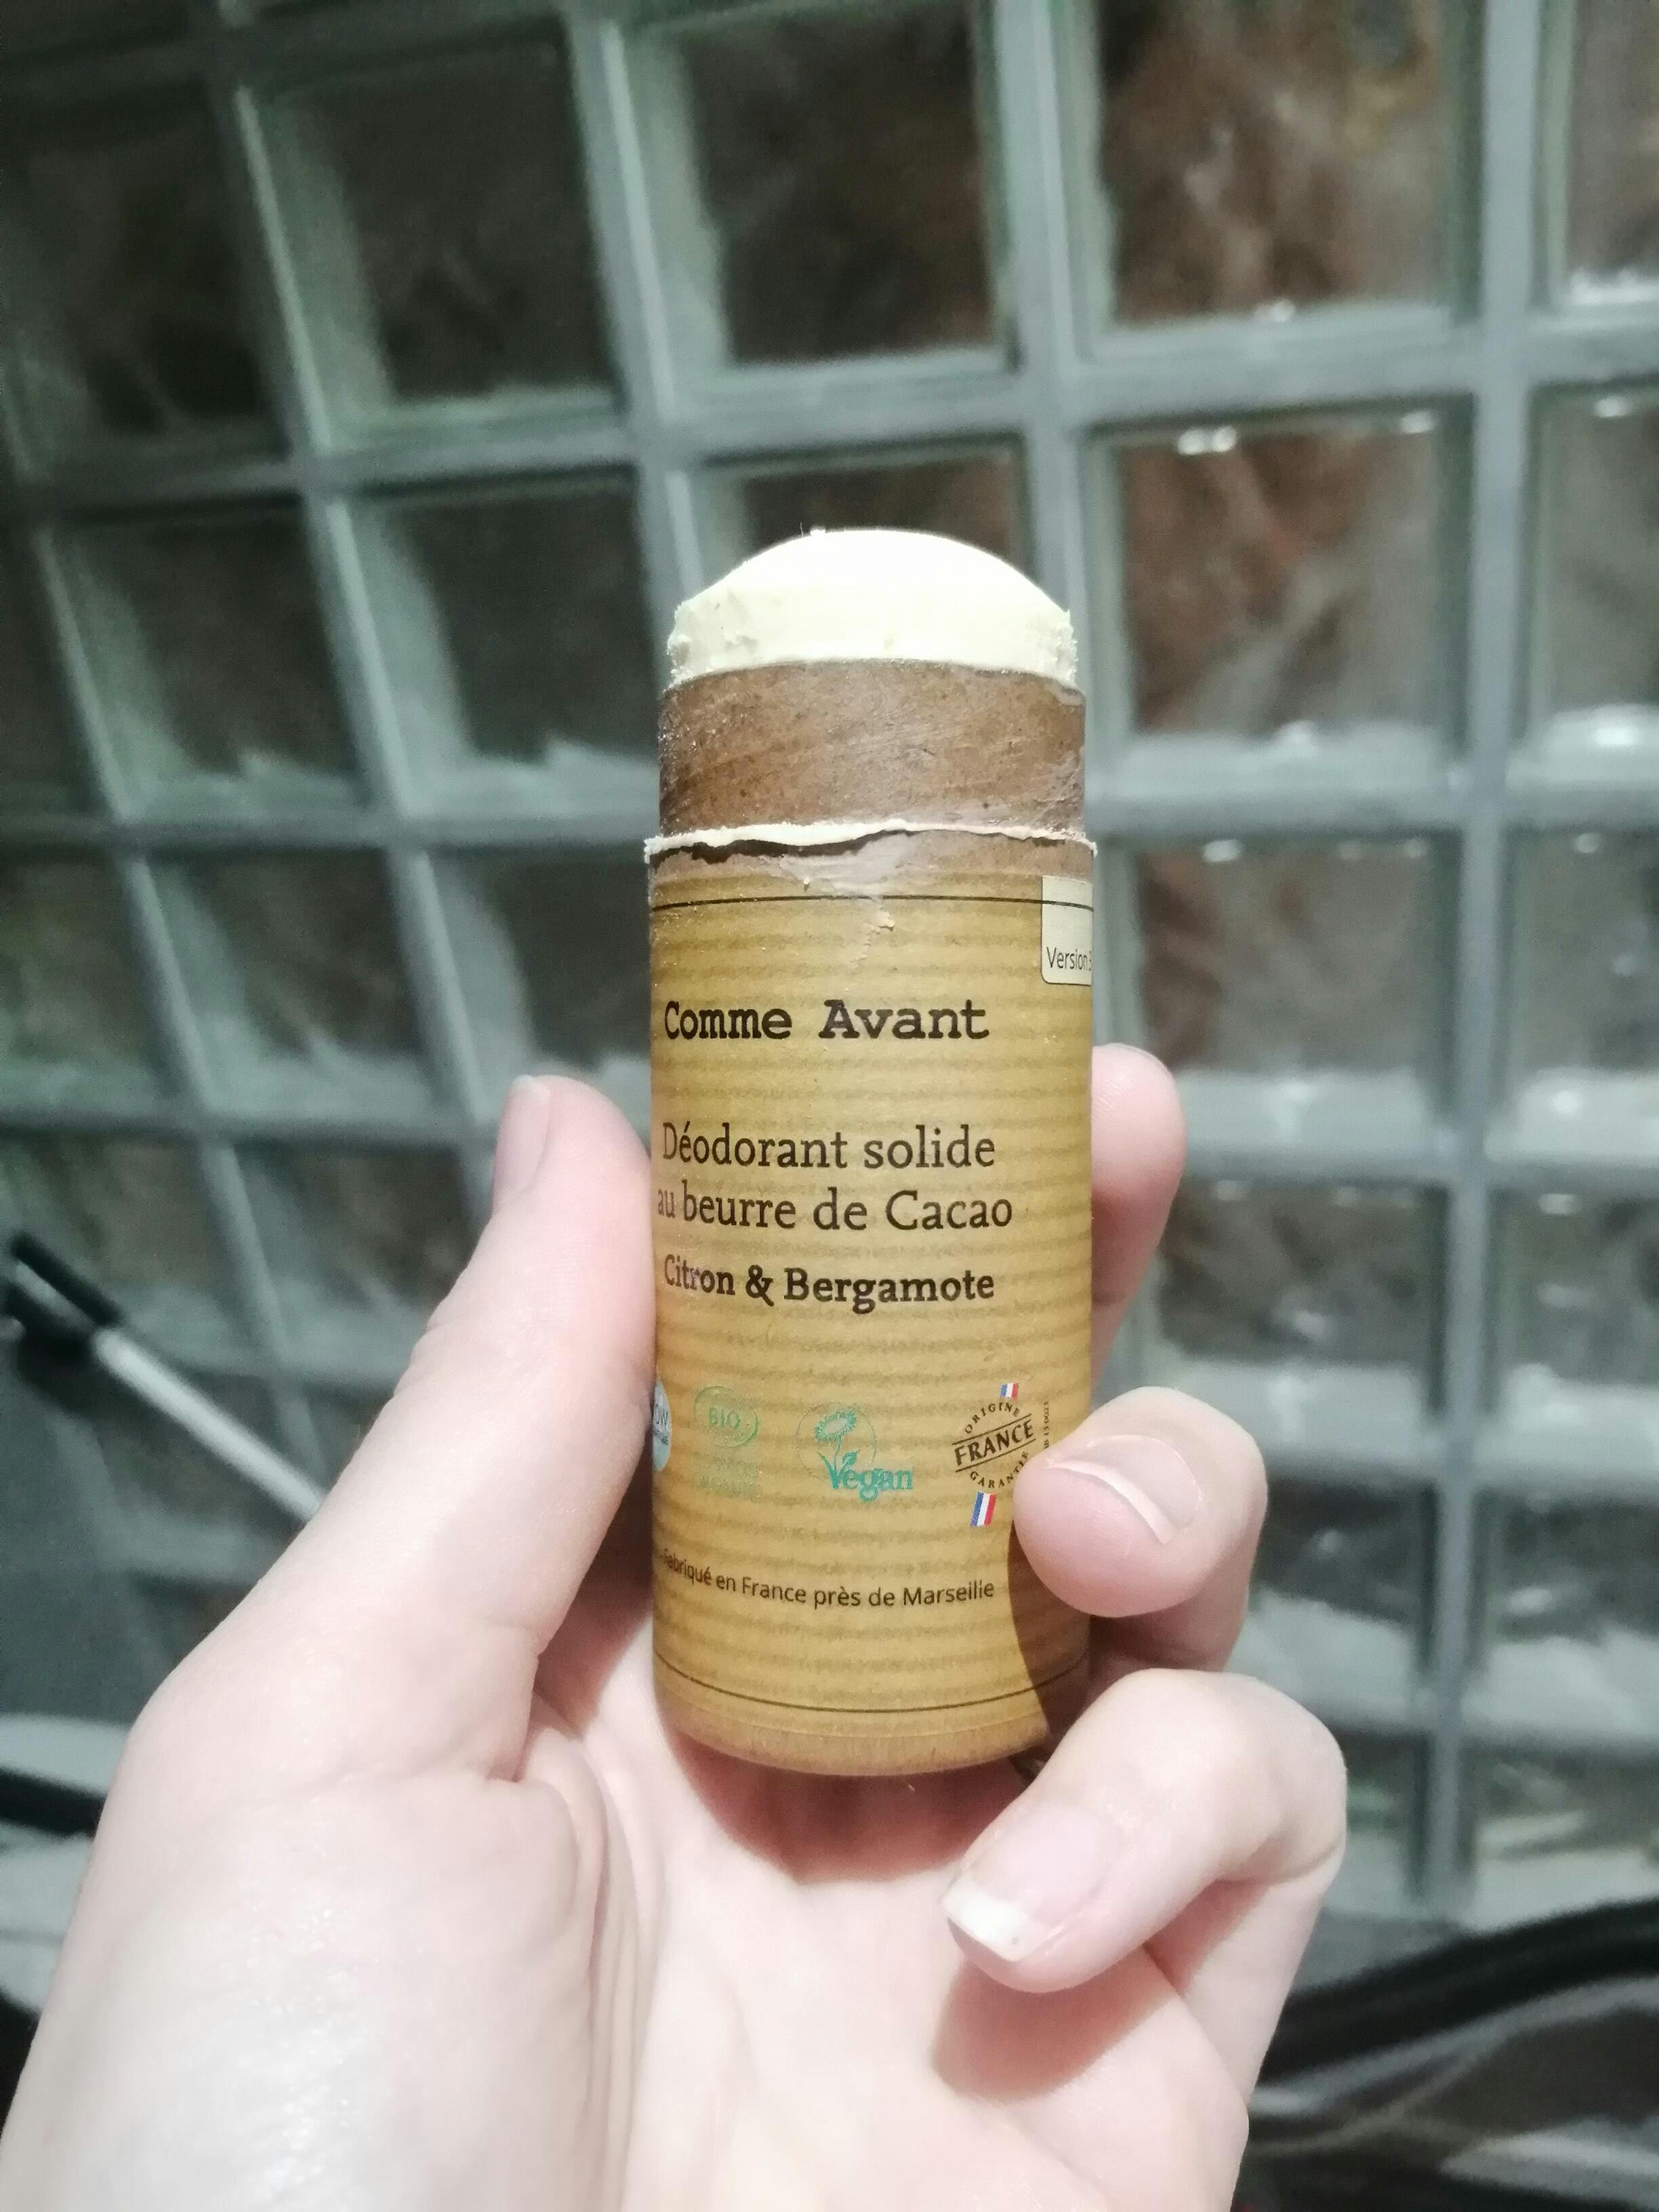 Version 3
Comme Avant
Déodorant solide
au beurre de Cacao
Citron & Bergamote
BIO
Vegan
ORIGINE
FRANCE
GARANTIE
Fabriqué en France près de Marseille